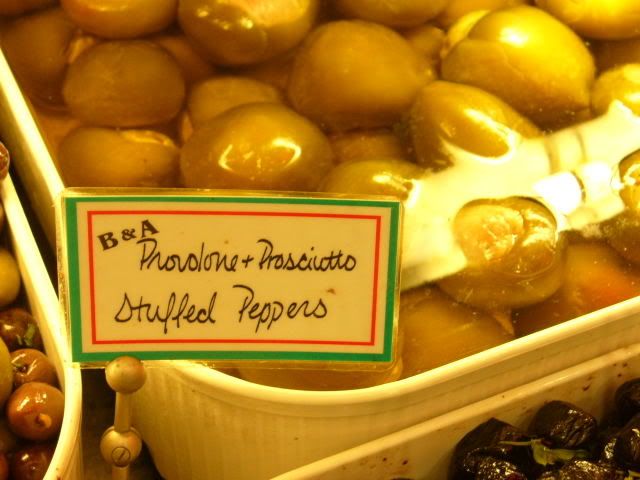 B & A
Provolone + Prosciutto
Stuffed Peppers